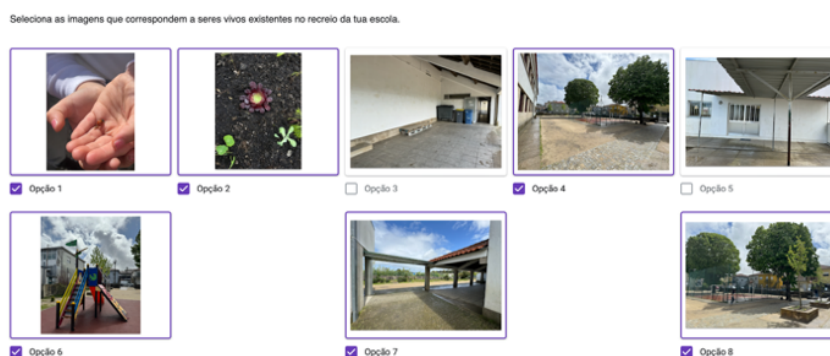 Seleciona as imagens que correspondem a seres vivos existentes no recreio da tua escola.
Opção 1
Opção 2
Opção 3
Opção 4
Opção 5
Opção 6
Opção 7
Opção 8